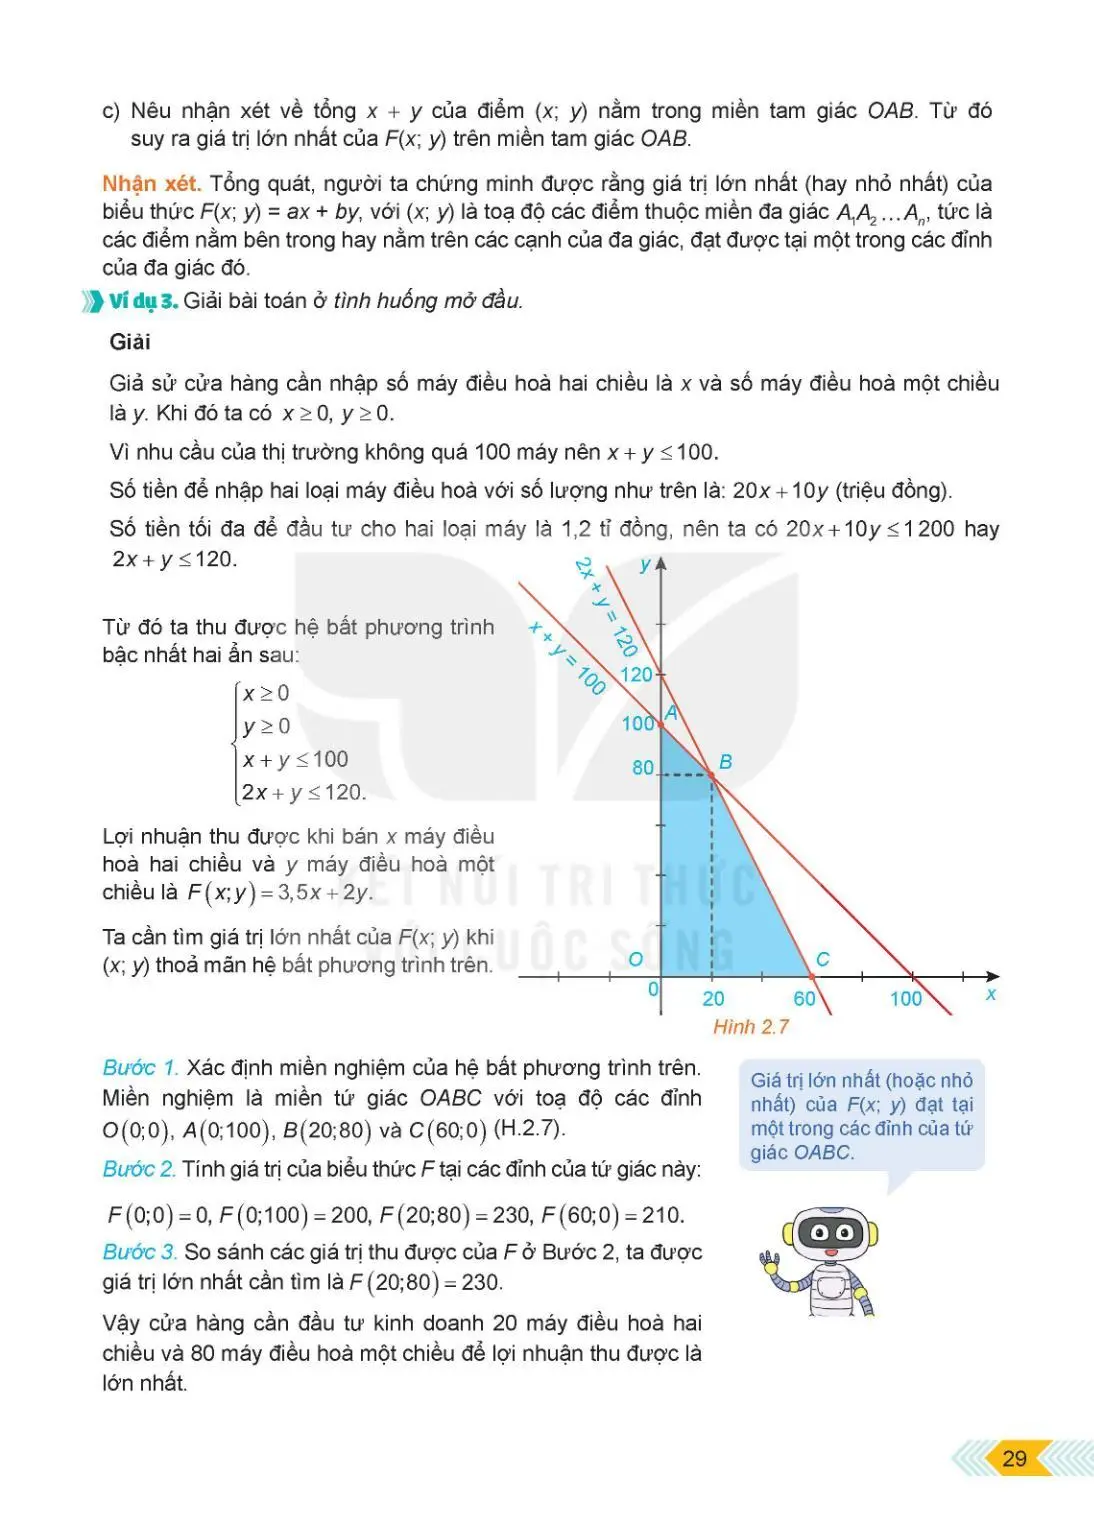 c) Nêu nhận xét về tổng x + y của điểm (x; y) nằm trong miền tam giác OAB. Từ đó
suy ra giá trị lớn nhất của F(x; y) trên miền tam giác OAB.
Nhận xét. Tổng quát, người ta chứng minh được rằng giá trị lớn nhất (hay nhỏ nhất) của
biểu thức F(x; y) = ax + by, với (x; y) là toạ độ các điểm thuộc miền đa giác A₁A₂...Aₙ, tức là
các điểm nằm bên trong hay nằm trên các cạnh của đa giác, đạt được tại một trong các đỉnh
của đa giác đó.
Ví dụ 3. Giải bài toán ở tình huống mở đầu.
Giải
Giả sử cửa hàng cần nhập số máy điều hoà hai chiều là x và số máy điều hoà một chiều
là y. Khi đó ta có x ≥ 0, y ≥ 0.
Vì nhu cầu của thị trường không quá 100 máy nên x + y ≤ 100.
Số tiền để nhập hai loại máy điều hoà với số lượng như trên là: 20x + 10y (triệu đồng).
Số tiền tối đa để đầu tư cho hai loại máy là 1,2 tỉ đồng, nên ta có 20x + 10y ≤ 1 200 hay
2x + y ≤ 120.
Từ đó ta thu được hệ bất phương trình
bậc nhất hai ẩn sau:
x ≥ 0
y ≥ 0
x + y ≤ 100
2x + y ≤ 120.
Lợi nhuận thu được khi bán x máy điều
hoà hai chiều và y máy điều hoà một
chiều là F(x;y) = 3,5x + 2y.
Ta cần tìm giá trị lớn nhất của F(x; y) khi
(x; y) thoả mãn hệ bất phương trình trên.
y
2x + y = 120
x + y = 100
120
A
100
B
80
O
C
0
20
60
100
x
Hình 2.7
KẾT NỐI TRI THỨC
VỚI CUỘC SỐNG
Bước 1. Xác định miền nghiệm của hệ bất phương trình trên.
Miền nghiệm là miền tứ giác OABC với toạ độ các đỉnh
O(0;0), A(0;100), B(20;80) và C(60;0) (H.2.7).
Bước 2. Tính giá trị của biểu thức F tại các đỉnh của tứ giác này:
F(0;0) = 0, F(0;100) = 200, F(20;80) = 230, F(60;0) = 210.
Bước 3. So sánh các giá trị thu được của F ở Bước 2, ta được
giá trị lớn nhất cần tìm là F(20;80) = 230.
Vậy cửa hàng cần đầu tư kinh doanh 20 máy điều hoà hai
chiều và 80 máy điều hoà một chiều để lợi nhuận thu được là
lớn nhất.
Giá trị lớn nhất (hoặc nhỏ
nhất) của F(x; y) đạt tại
một trong các đỉnh của tứ
giác OABC.
29